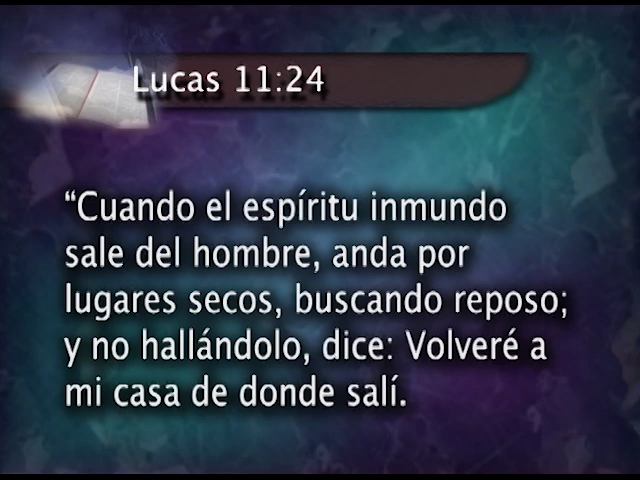 Lucas 11:24
“Cuando el espíritu inmundo
sale del hombre, anda por
lugares secos, buscando reposo;
y no hallándolo, dice: Volveré a
mi casa de donde salí.